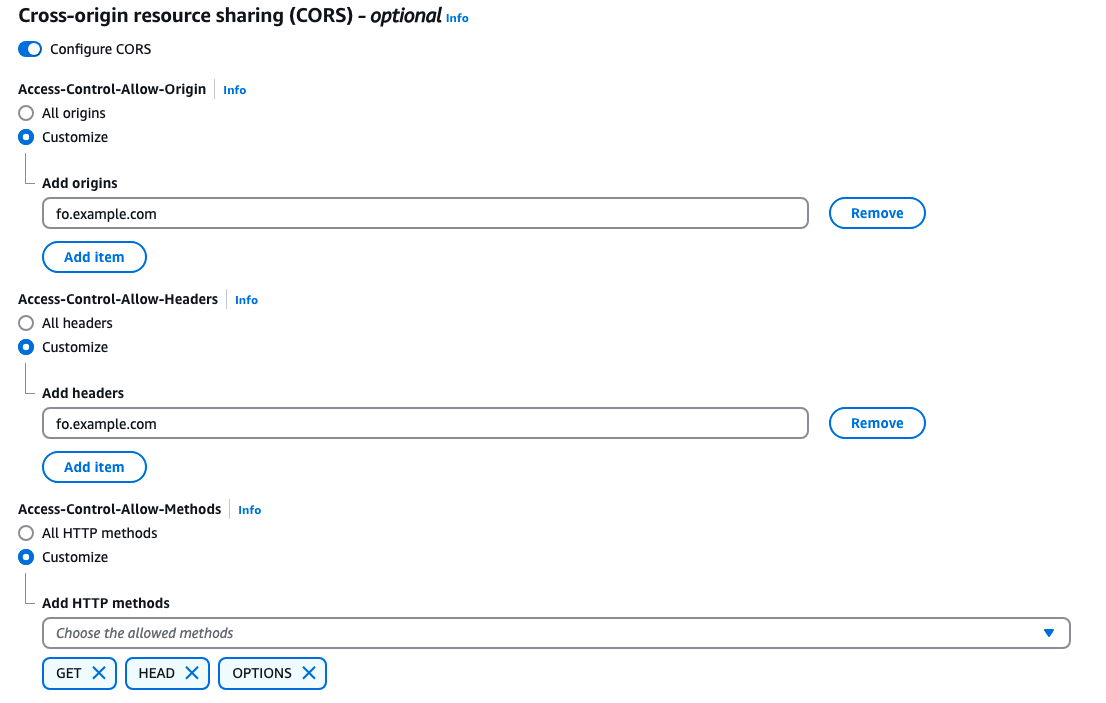 Cross-origin resource sharing (CORS) - optional Info
Configure CORS
Access-Control-Allow-Origin Info
All origins
Customize
Add origins
fo.example.com Remove
Add item
Access-Control-Allow-Headers Info
All headers
Customize
Add headers
fo.example.com Remove
Add item
Access-Control-Allow-Methods Info
All HTTP methods
Customize
Add HTTP methods
Choose the allowed methods
GET HEAD OPTIONS